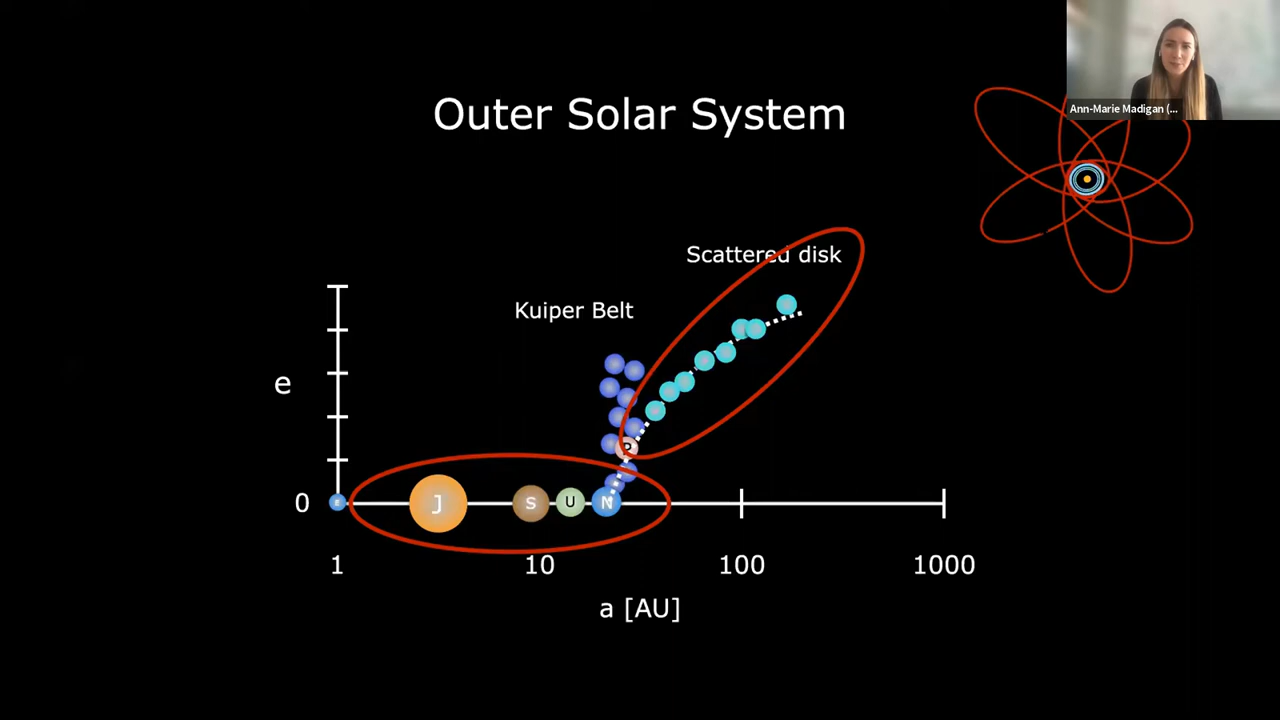 Ann-Marie Madigan (...
Outer Solar System
Scattered disk
Kuiper Belt
e
P
0
J
S
U
N
1
10
100
1000
a [AU]